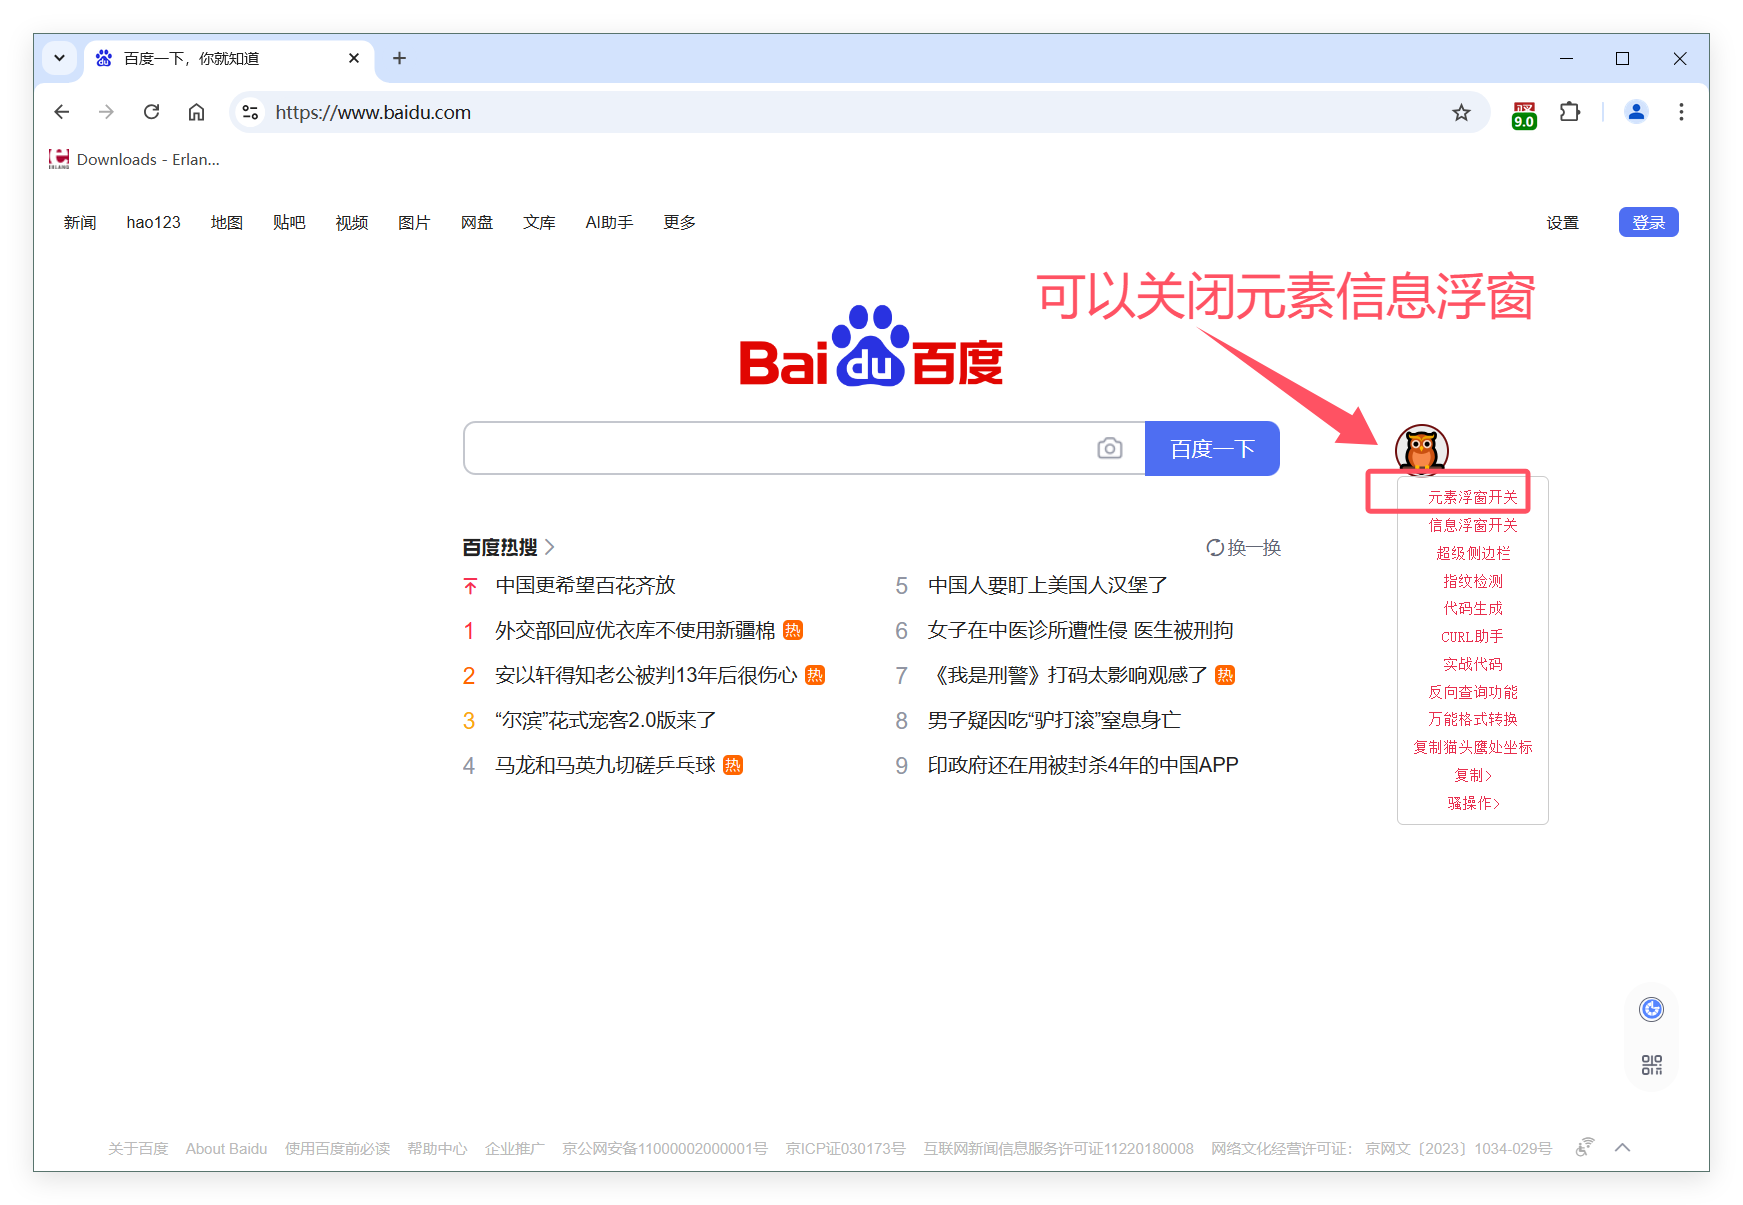 百度一下，你就知道
https://www.baidu.com
9.0
Downloads - Erlan...
新闻 hao123 地图 贴吧 视频 图片 网盘 文库 AI助手 更多 设置 登录
可以关闭元素信息浮窗
Bai du 百度
百度一下
元素浮窗开关
信息浮窗开关
超级侧边栏
指纹检测
代码生成
CURL助手
实战代码
反向查询功能
万能格式转换
复制猫头鹰处坐标
复制>
骚操作>
百度热搜 换一换
中国更希望百花齐放
1 外交部回应优衣库不使用新疆棉 热
2 安以轩得知老公被判13年后很伤心 热
3 “尔滨”花式宠客2.0版来了
4 马龙和马英九切磋乒乓球 热
5 中国人要盯上美国人汉堡了
6 女子在中医诊所遭性侵 医生被刑拘
7 《我是刑警》打码太影响观感了 热
8 男子疑因吃“驴打滚”窒息身亡
9 印政府还在用被封杀4年的中国APP
关于百度 About Baidu 使用百度前必读 帮助中心 企业推广 京公网安备11000002000001号 京ICP证030173号 互联网新闻信息服务许可证11220180008 网络文化经营许可证： 京网文〔2023〕1034-029号